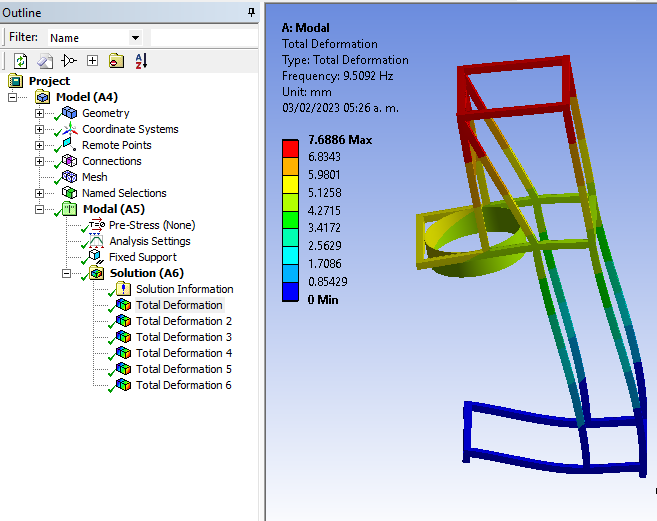 Outline
Filter: Name
Project
Model (A4)
Geometry
Coordinate Systems
Remote Points
Connections
Mesh
Named Selections
Modal (A5)
Pre-Stress (None)
Analysis Settings
Fixed Support
Solution (A6)
Solution Information
Total Deformation
Total Deformation 2
Total Deformation 3
Total Deformation 4
Total Deformation 5
Total Deformation 6
A: Modal
Total Deformation
Type: Total Deformation
Frequency: 9.5092 Hz
Unit: mm
03/02/2023 05:26 a. m.
7.6886 Max
6.8343
5.9801
5.1258
4.2715
3.4172
2.5629
1.7086
0.85429
0 Min